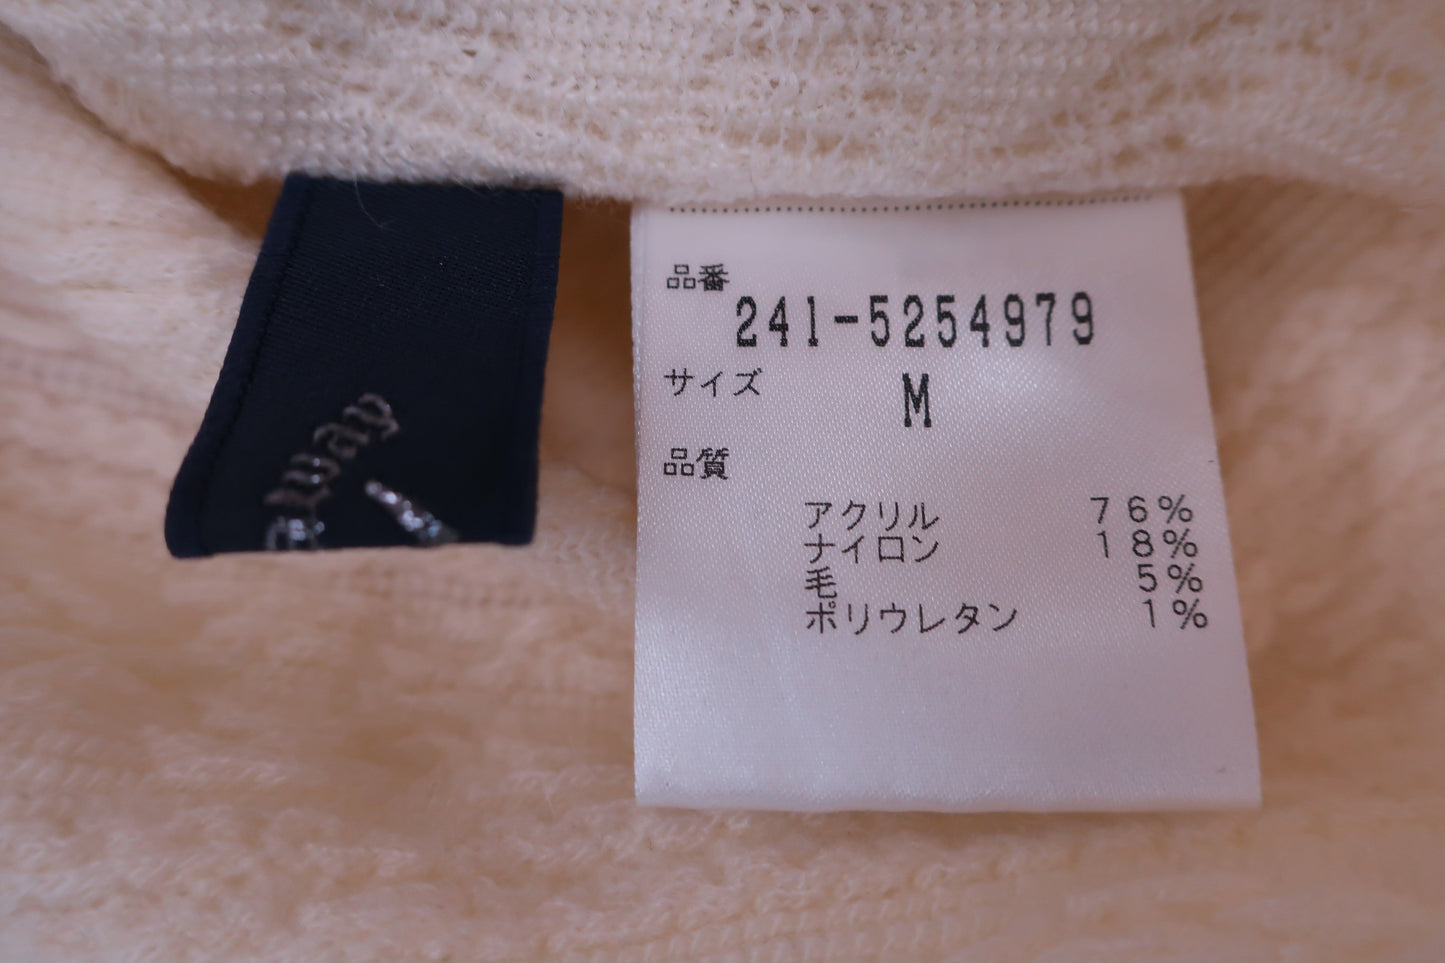 品番
241-5254979
サイズ
M
品質
アクリル 76%
ナイロン 18%
毛 5%
ポリウレタン 1%